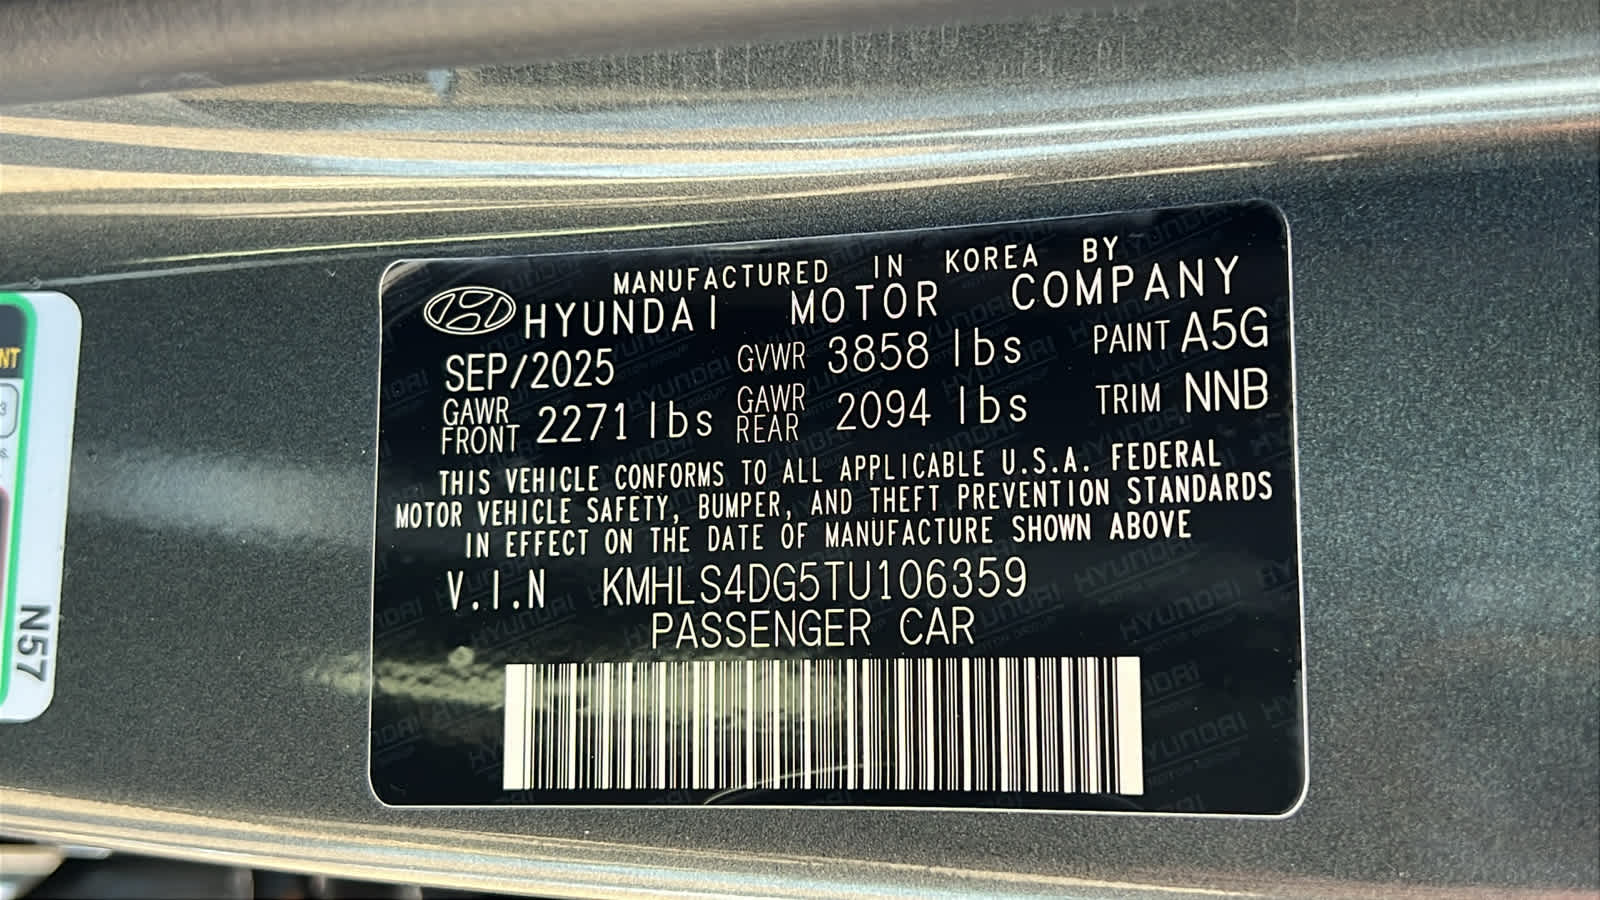 MANUFACTURED IN KOREA BY
HYUNDAI MOTOR COMPANY
SEP/2025 GVWR 3858 lbs PAINT A5G
GAWR FRONT 2271 lbs GAWR REAR 2094 lbs TRIM NNB
THIS VEHICLE CONFORMS TO ALL APPLICABLE U.S.A. FEDERAL
MOTOR VEHICLE SAFETY, BUMPER, AND THEFT PREVENTION STANDARDS
IN EFFECT ON THE DATE OF MANUFACTURE SHOWN ABOVE
V.I.N KMHLS4DG5TU106359
PASSENGER CAR
N57